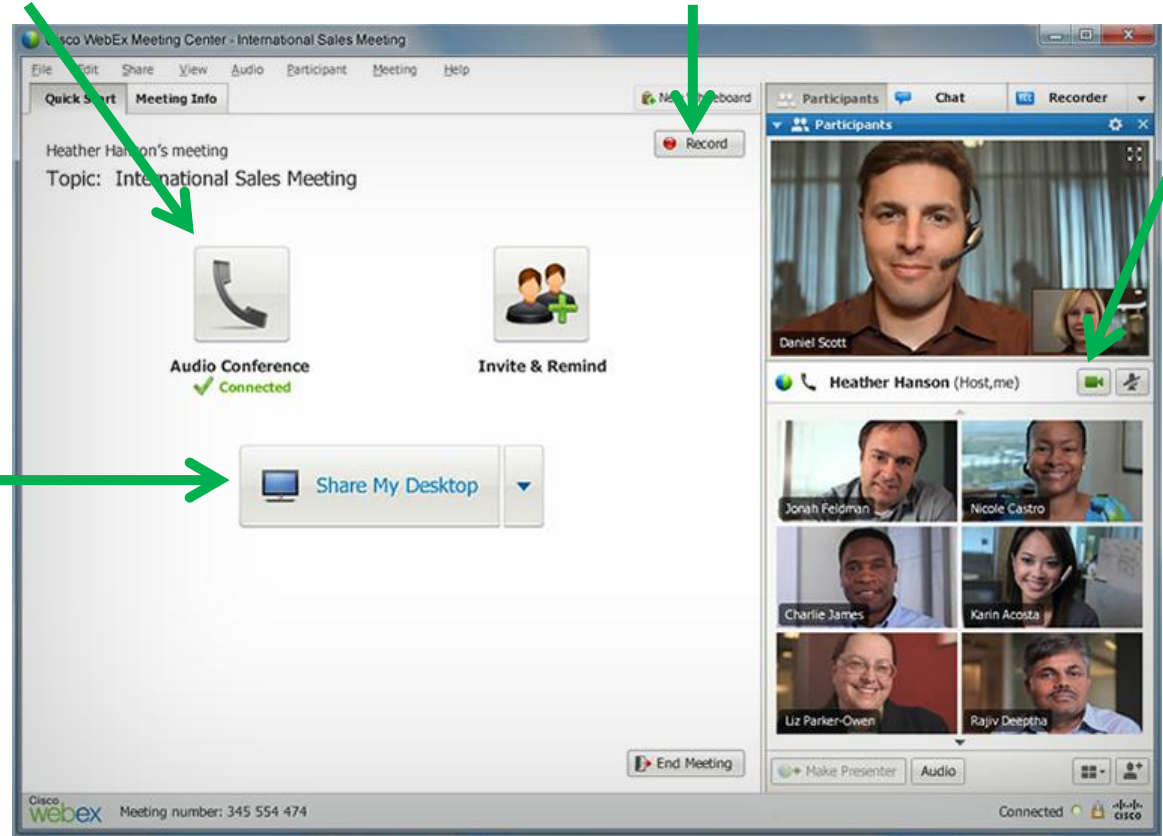 Cisco WebEx Meeting Center - International Sales Meeting
File Edit Share View Audio Participant Meeting Help
Quick Start Meeting Info
New Whiteboard
Participants Chat Recorder
Participants
Heather Hanson's meeting
Record
Topic: International Sales Meeting
Daniel Scott
Audio Conference
Connected
Invite & Remind
Heather Hanson (Host,me)
Share My Desktop
Jonah Feldman
Nicole Castro
Charlie James
Karin Acosta
Liz Parker-Owen
Rajiv Deeptha
End Meeting
Make Presenter Audio
Cisco
webex Meeting number: 345 554 474
Connected
CISCO